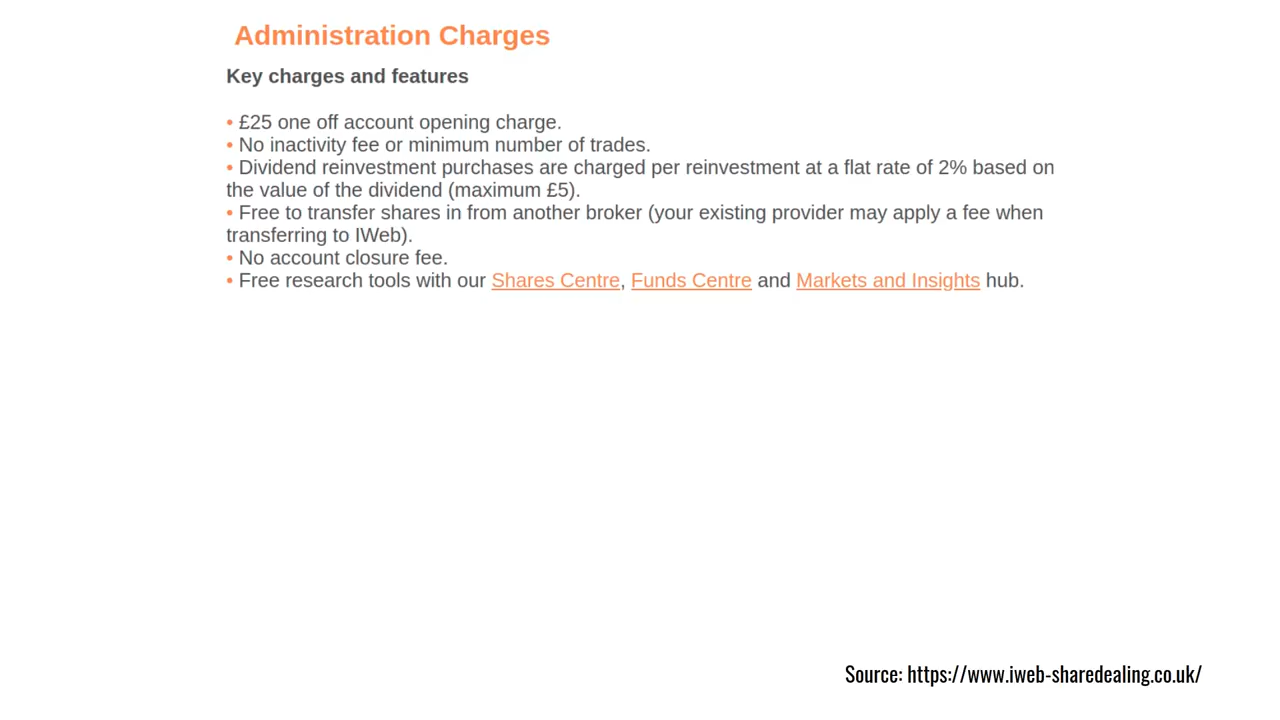 Administration Charges
Key charges and features
• £25 one off account opening charge.
• No inactivity fee or minimum number of trades.
• Dividend reinvestment purchases are charged per reinvestment at a flat rate of 2% based on
the value of the dividend (maximum £5).
• Free to transfer shares in from another broker (your existing provider may apply a fee when
transferring to IWeb).
• No account closure fee.
• Free research tools with our Shares Centre, Funds Centre and Markets and Insights hub.
Source: https://www.iweb-sharedealing.co.uk/